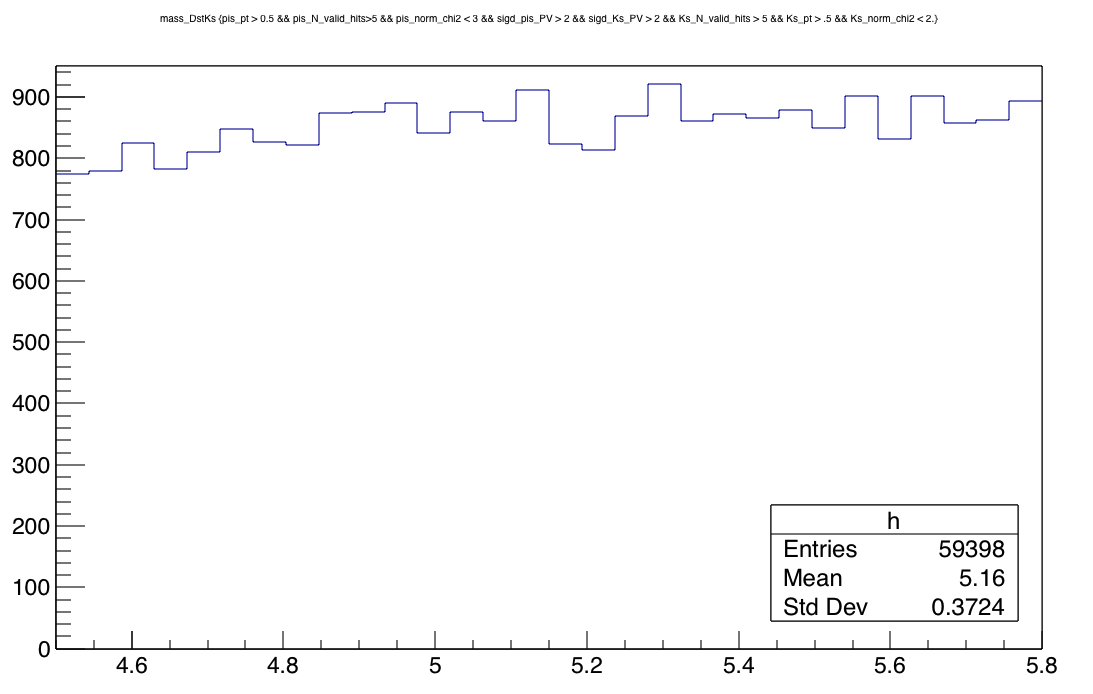 mass_DstKs {pis_pt > 0.5 && pis_N_valid_hits>5 && pis_norm_chi2 < 3 && sigd_pis_PV > 2 && sigd_Ks_PV > 2 && Ks_N_valid_hits > 5 && Ks_pt > .5 && Ks_norm_chi2 < 2.}
900
800
700
600
500
400
300
200
100
0
h
Entries 59398
Mean 5.16
Std Dev 0.3724
4.6 4.8 5 5.2 5.4 5.6 5.8